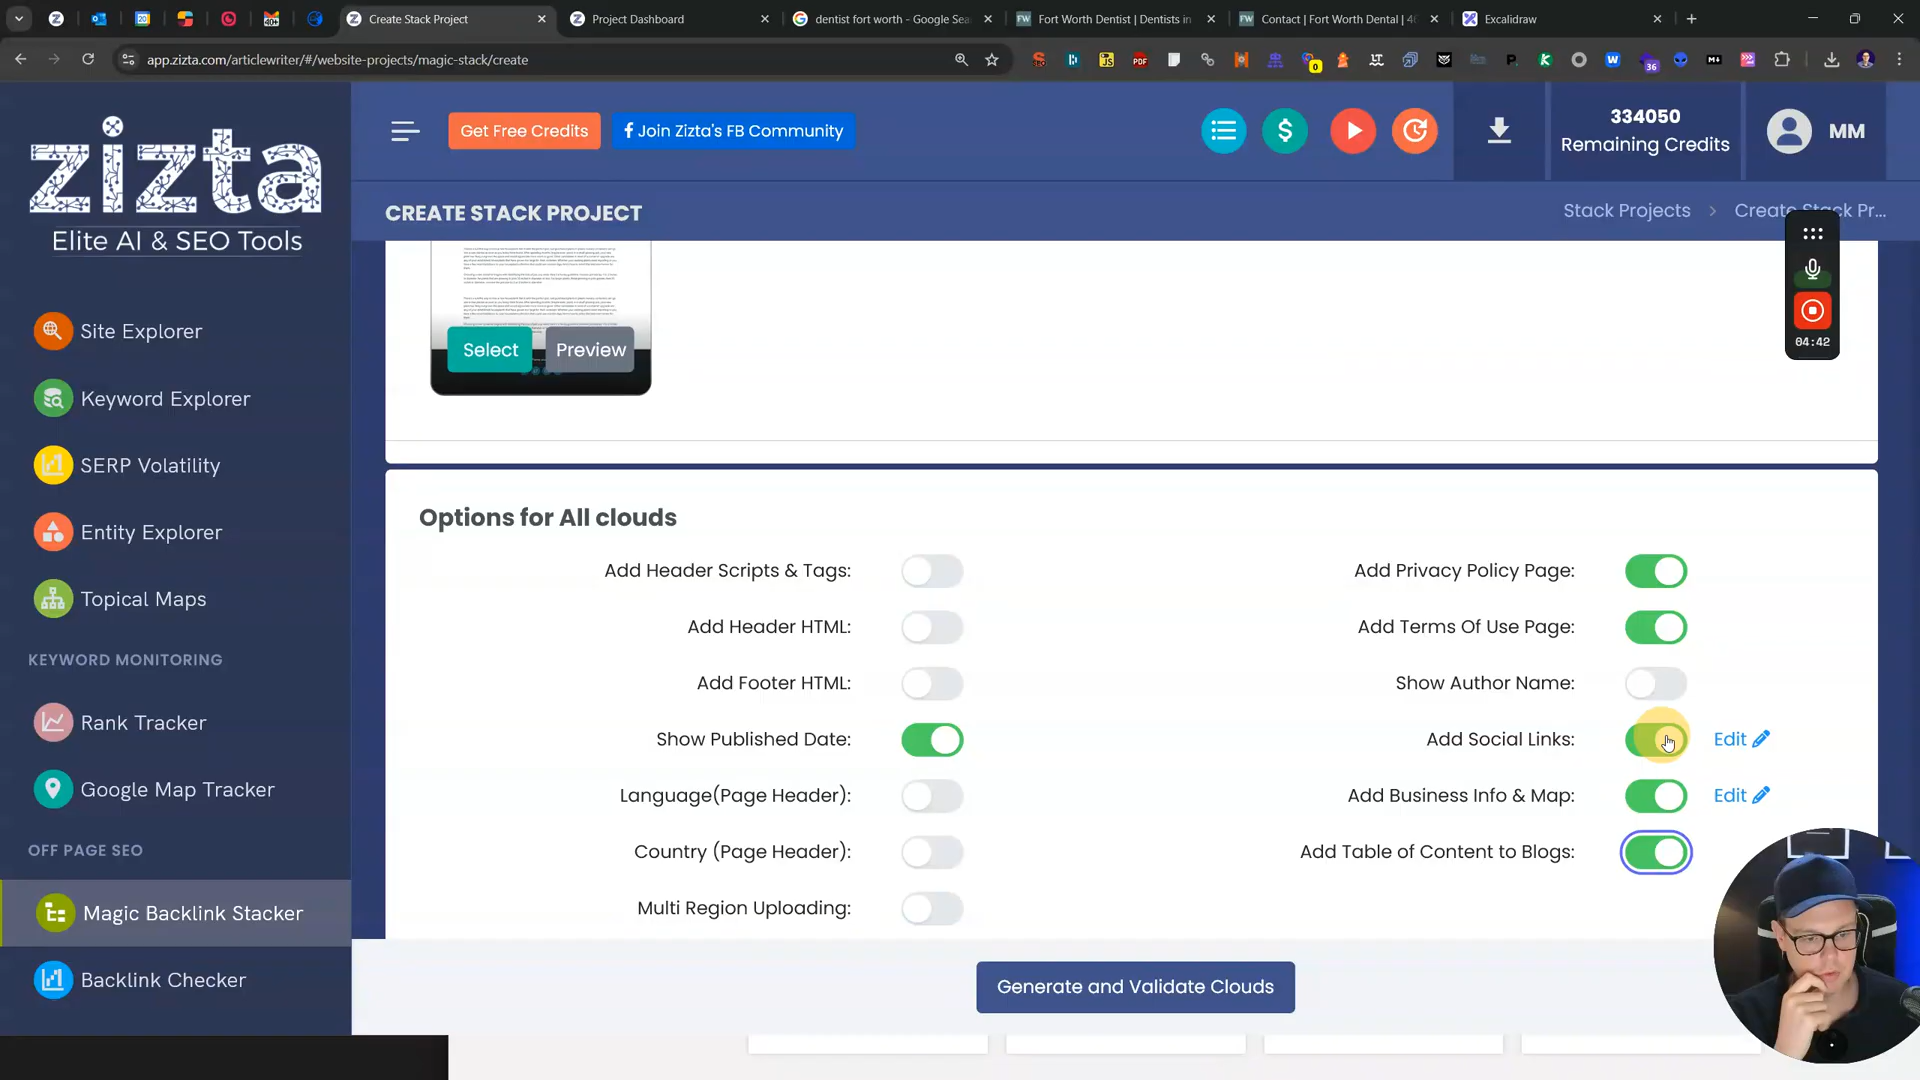 Create Stack Project
Project Dashboard
dentist fort worth - Google Sea
Fort Worth Dentist | Dentists in
Contact | Fort Worth Dental | 4
Excalidraw
app.zizta.com/articlewriter/#/website-projects/magic-stack/create
zizta
Elite AI & SEO Tools
Get Free Credits
Join Zizta's FB Community
334050
Remaining Credits
MM
CREATE STACK PROJECT
Stack Projects
Create Stack Pr...
04:42
Site Explorer
Keyword Explorer
SERP Volatility
Entity Explorer
Topical Maps
KEYWORD MONITORING
Rank Tracker
Google Map Tracker
OFF PAGE SEO
Magic Backlink Stacker
Backlink Checker
Select
Preview
Options for All clouds
Add Header Scripts & Tags:
Add Privacy Policy Page:
Add Header HTML:
Add Terms Of Use Page:
Add Footer HTML:
Show Author Name:
Show Published Date:
Add Social Links:
Edit
Language(Page Header):
Add Business Info & Map:
Edit
Country (Page Header):
Add Table of Content to Blogs:
Multi Region Uploading:
Generate and Validate Clouds